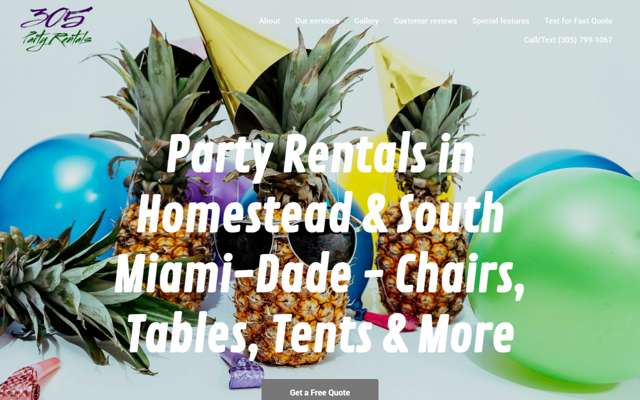 305
Party Rentals
About Our services Gallery Customer reviews Special features Text for Fast Quote
Call/Text (305) 799-1067
Party Rentals in
Homestead & South
Miami-Dade - Chairs,
Tables, Tents & More
Get a Free Quote